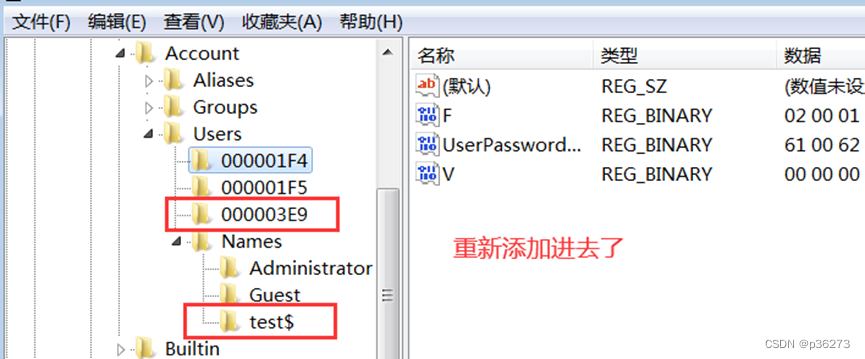 文件(F) 编辑(E) 查看(V) 收藏夹(A) 帮助(H)
Account
Aliases
Groups
Users
000001F4
000001F5
000003E9
Names
Administrator
Guest
test$
Builtin
名称 类型 数据
ab (默认) REG_SZ (数值未设
F REG_BINARY 02 00 01
UserPassword... REG_BINARY 61 00 62
V REG_BINARY 00 00 00
重新添加进去了
CSDN @p36273